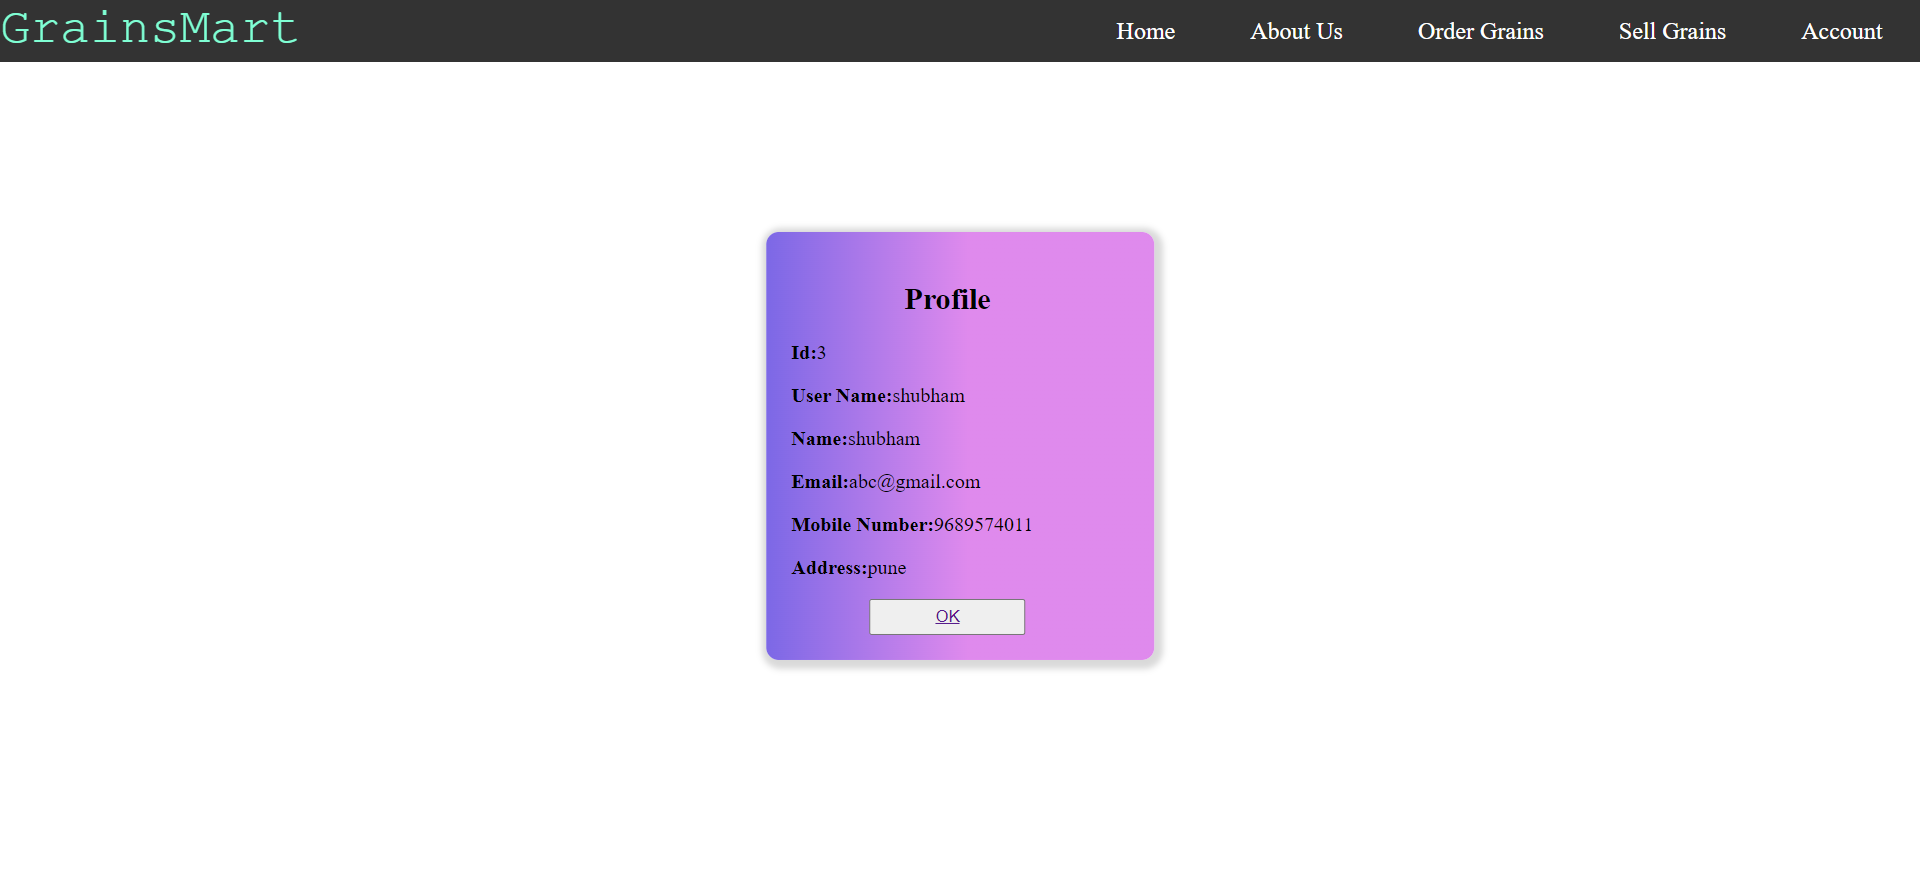 GrainsMart
Home About Us Order Grains Sell Grains Account
Profile
Id:3
User Name:shubham
Name:shubham
Email:abc@gmail.com
Mobile Number:9689574011
Address:pune
OK